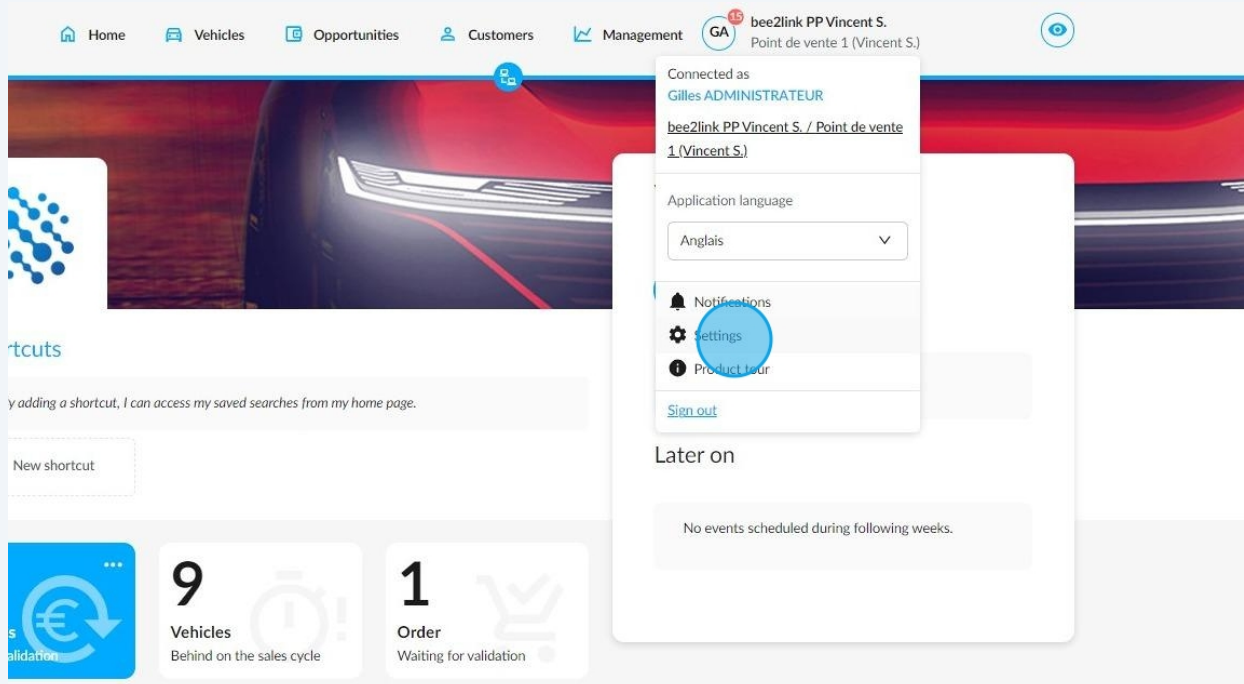 Home
Vehicles
Opportunities
Customers
Management
GA
15
bee2link PP Vincent S.
Point de vente 1 (Vincent S.)
Connected as
Gilles ADMINISTRATEUR
bee2link PP Vincent S. / Point de vente
1 (Vincent S.)
Application language
Anglais
Notifications
Settings
Product tour
Sign out
rtcuts
y adding a shortcut, I can access my saved searches from my home page.
New shortcut
Later on
No events scheduled during following weeks.
s
alidation
9
Vehicles
Behind on the sales cycle
1
Order
Waiting for validation